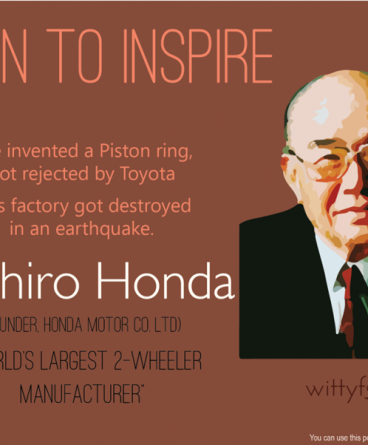 N TO INSPIRE
e invented a Piston ring,
ot rejected by Toyota
s factory got destroyed
in an earthquake.
hiro Honda
UNDER, HONDA MOTOR CO. LTD)
RLD'S LARGEST 2-WHEELER
MANUFACTURER"
wittyf
You can use this p